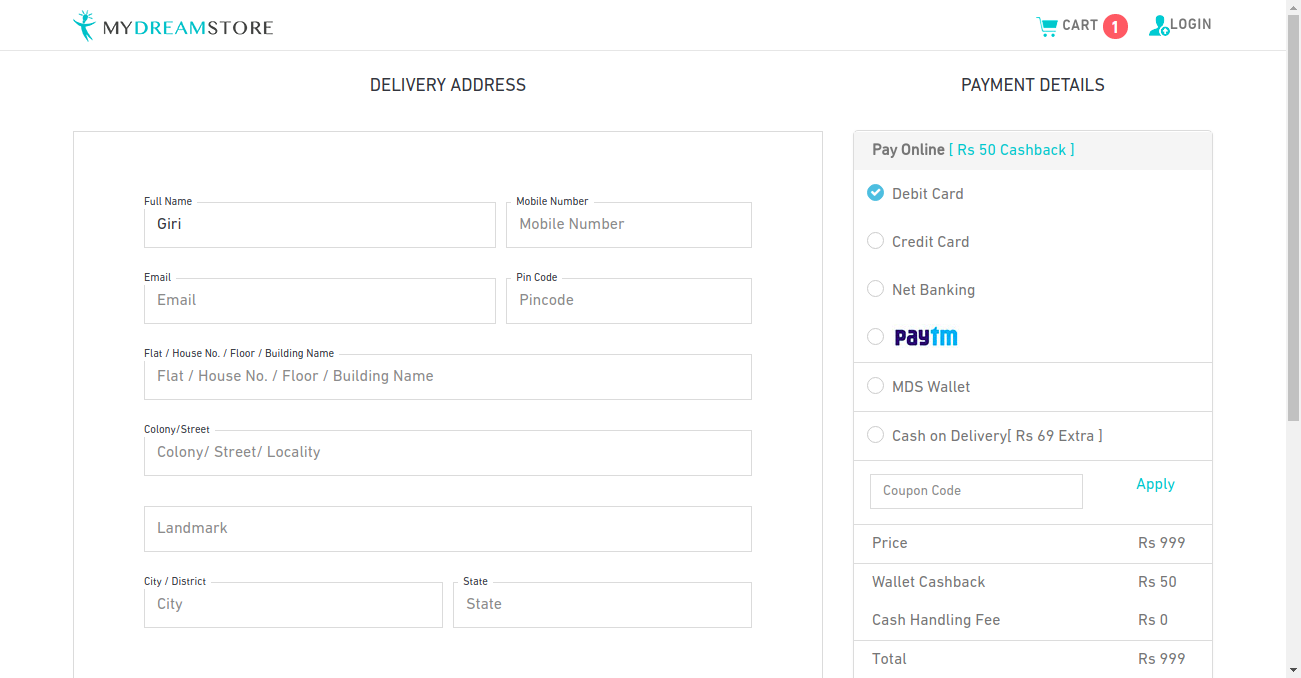 MYDREAMSTORE
CART 1
LOGIN
DELIVERY ADDRESS
Full Name
Giri
Mobile Number
Mobile Number
Email
Email
Pin Code
Pincode
Flat / House No. / Floor / Building Name
Flat / House No. / Floor / Building Name
Colony/Street
Colony/ Street/ Locality
Landmark
City / District
City
State
State
PAYMENT DETAILS
Pay Online [ Rs 50 Cashback ]
Debit Card
Credit Card
Net Banking
paytm
MDS Wallet
Cash on Delivery[ Rs 69 Extra ]
Coupon Code
Apply
Price Rs 999
Wallet Cashback Rs 50
Cash Handling Fee Rs 0
Total Rs 999